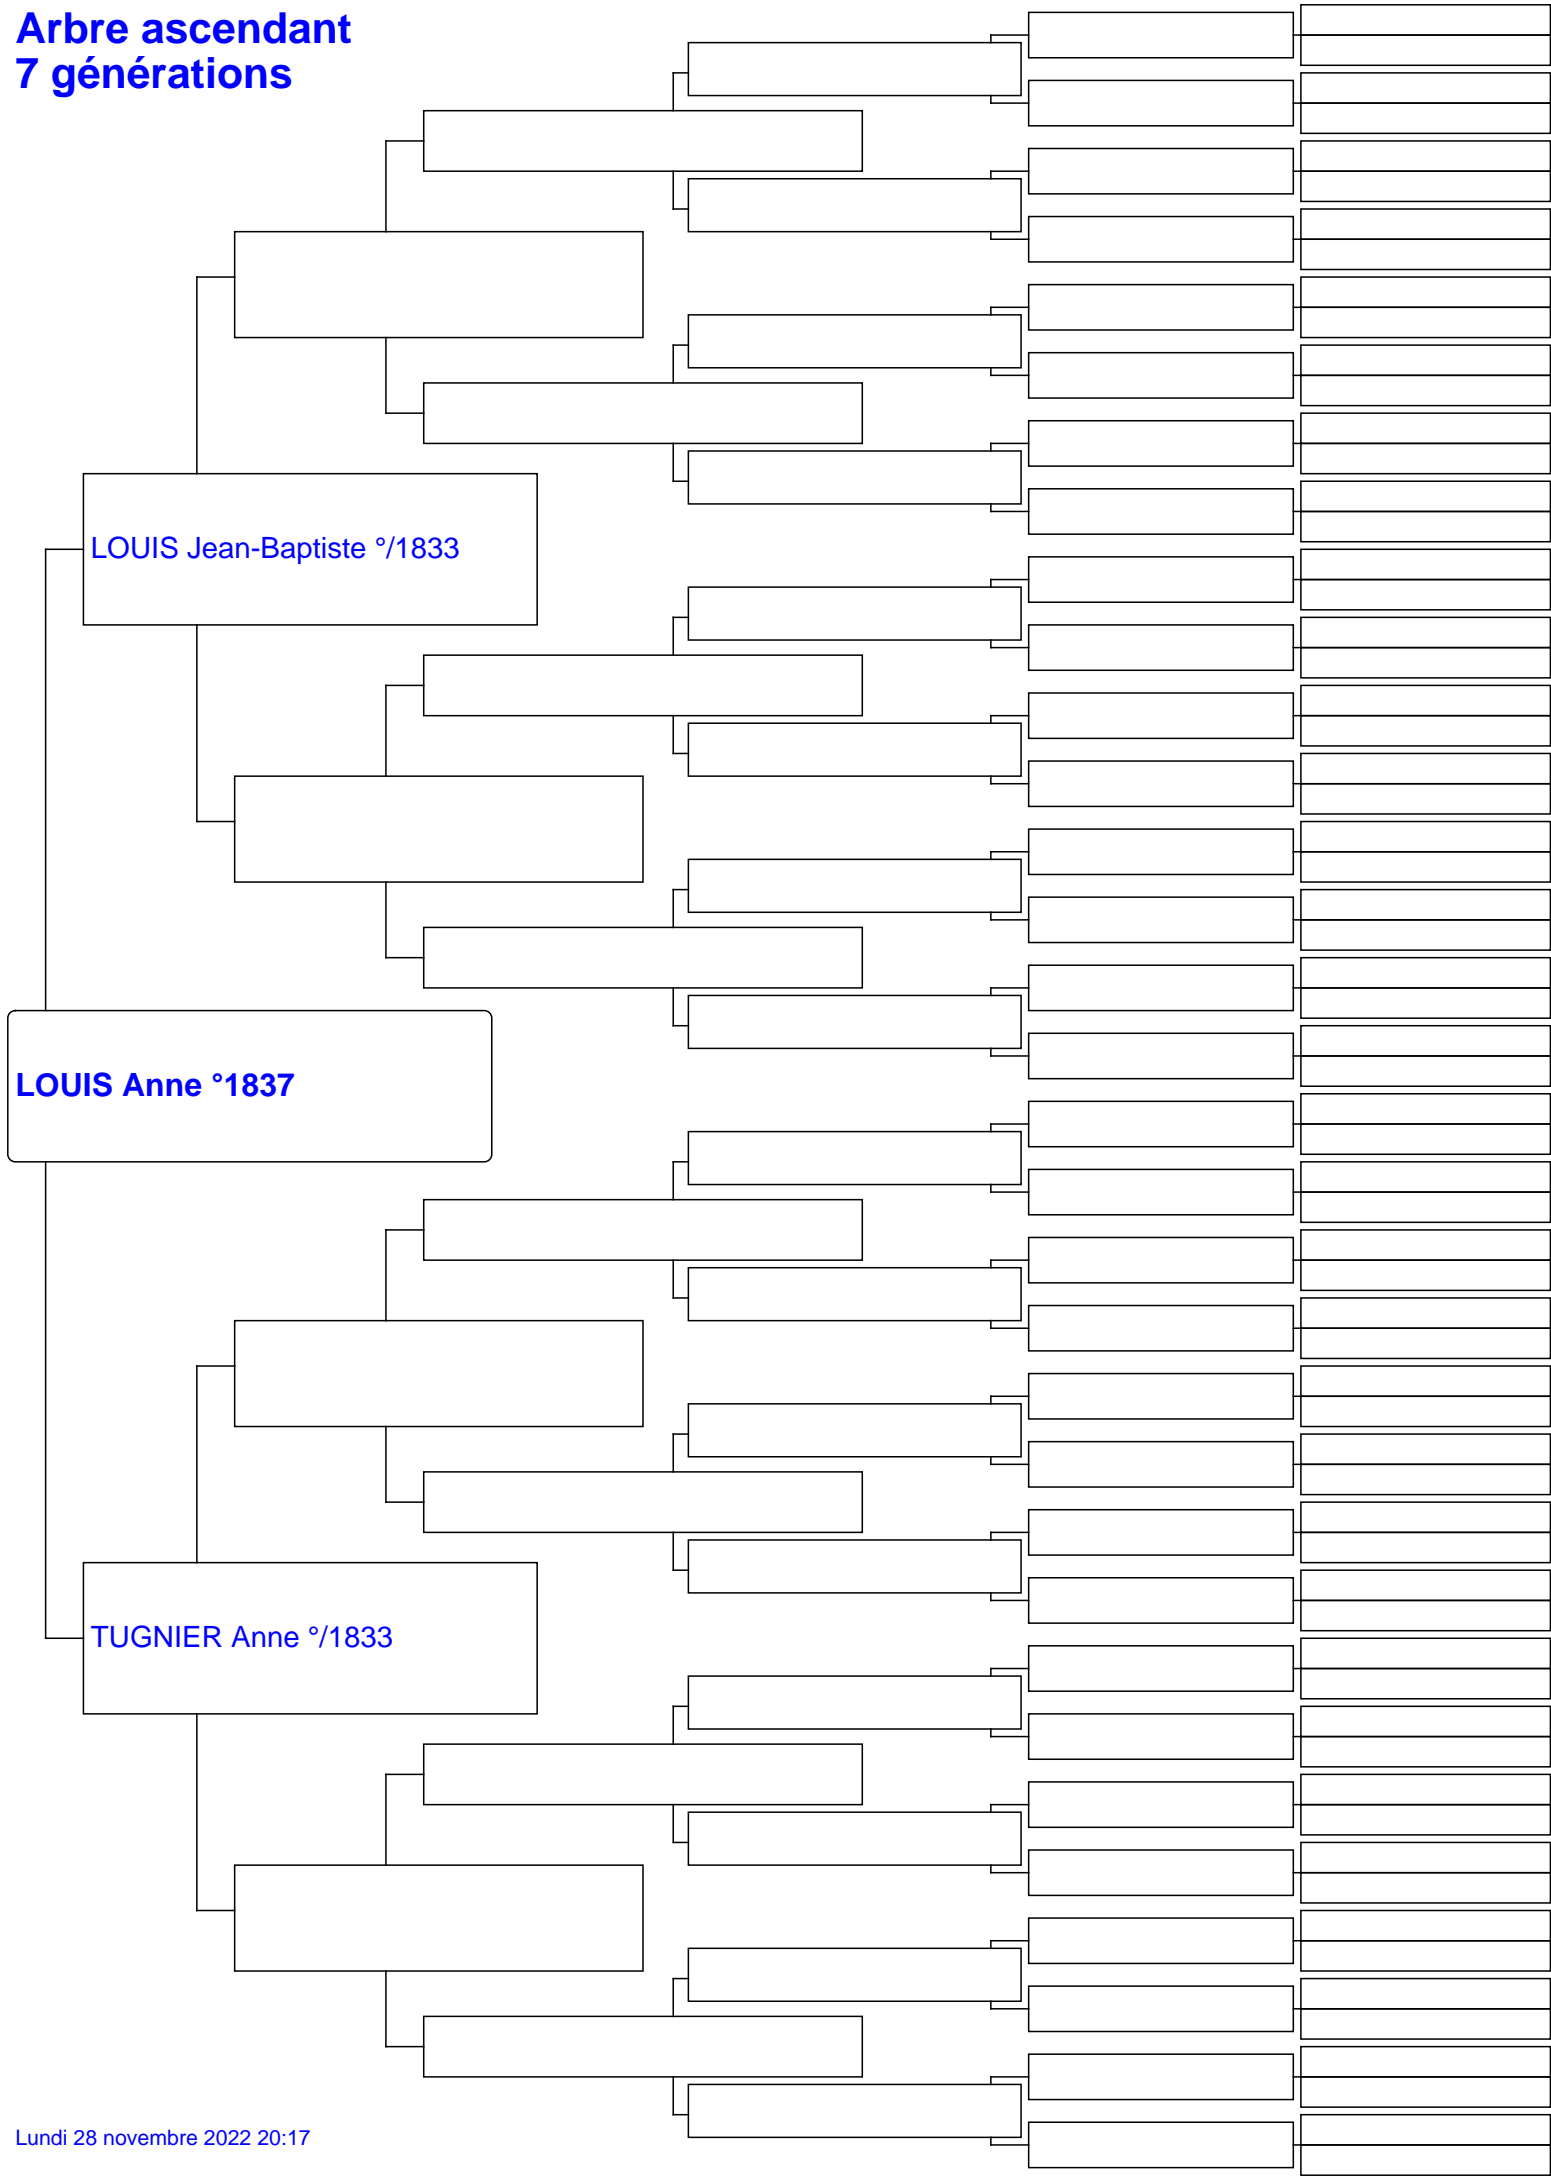 Arbre ascendant
7 générations
LOUIS Jean-Baptiste °/1833
LOUIS Anne °1837
TUGNIER Anne °/1833
Lundi 28 novembre 2022 20:17